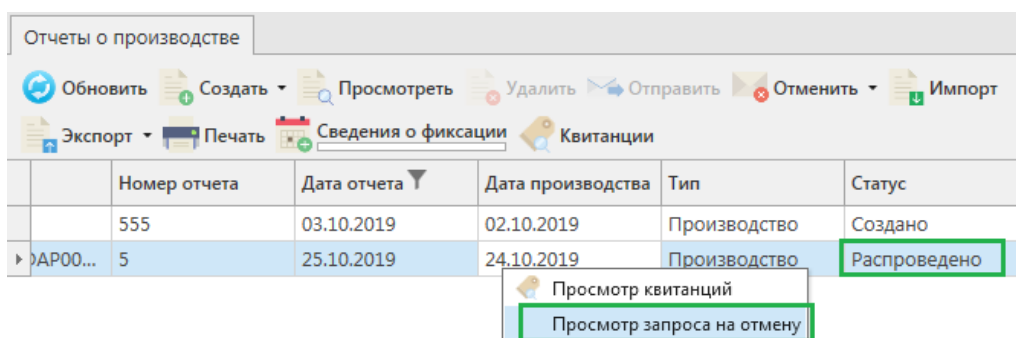 Отчеты о производстве
Обновить Создать Просмотреть Удалить Отправить Отменить Импорт
Экспорт Печать Сведения о фиксации Квитанции
Номер отчета Дата отчета Дата производства Тип Статус
555 03.10.2019 02.10.2019 Производство Создано
ДАР00... 5 25.10.2019 24.10.2019 Производство Распроведено
Просмотр квитанций
Просмотр запроса на отмену